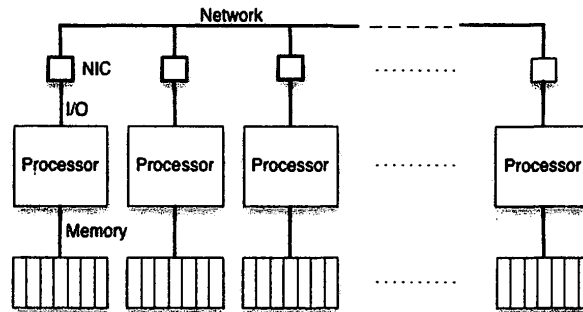 Network
NIC
I/O
Processor
Processor
Processor
Processor
Memory